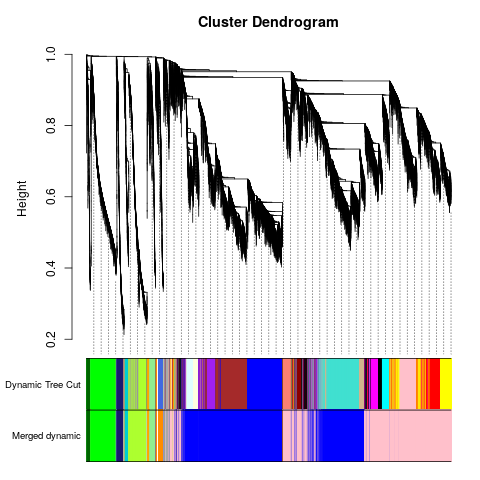 Cluster Dendrogram
Height
1.0
0.8
0.6
0.4
0.2
Dynamic Tree Cut
Merged dynamic